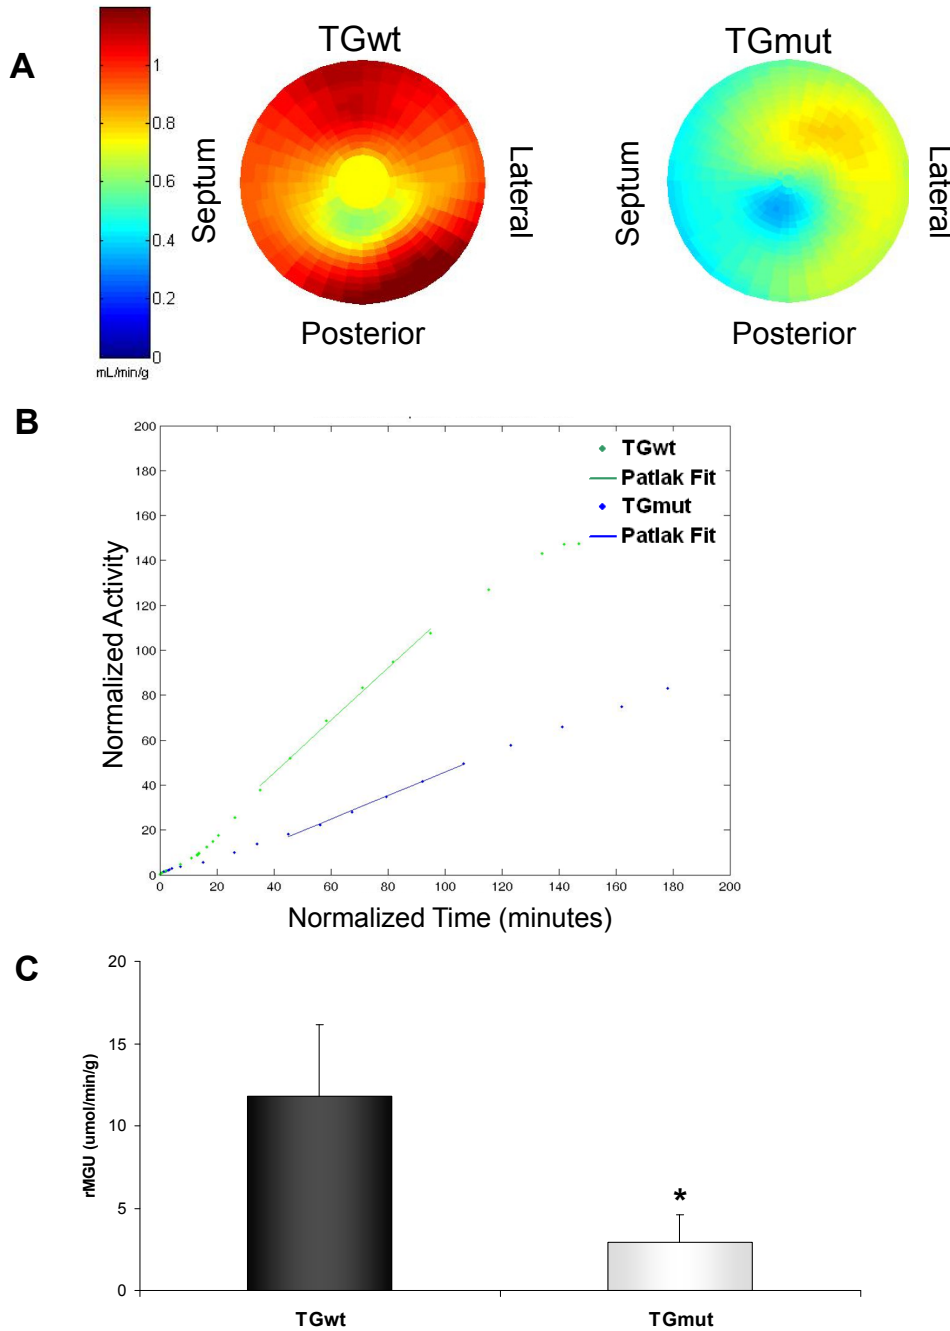 A
TGwt
TGmut
1
0.8
0.6
0.4
0.2
0
mL/min/g
Septum
Lateral
Posterior
Septum
Lateral
Posterior
B
200
180
160
140
120
100
80
60
40
20
0
Normalized Activity
TGwt
Patlak Fit
TGmut
Patlak Fit
0 20 40 60 80 100 120 140 160 180 200
Normalized Time (minutes)
C
20
15
10
5
0
rMGU (umol/min/g)
*
TGwt TGmut